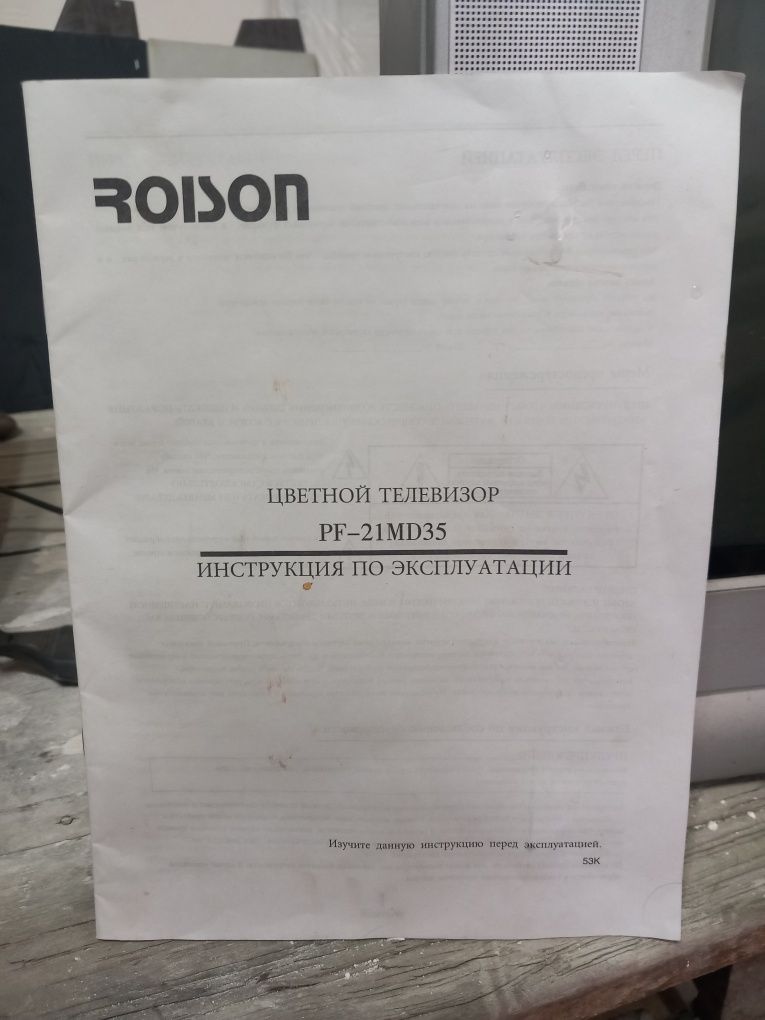 ROISON
ЦВЕТНОЙ ТЕЛЕВИЗОР
PF-21MD35
ИНСТРУКЦИЯ ПО ЭКСПЛУАТАЦИИ
Изучите данную инструкцию перед эксплуатацией.
53K